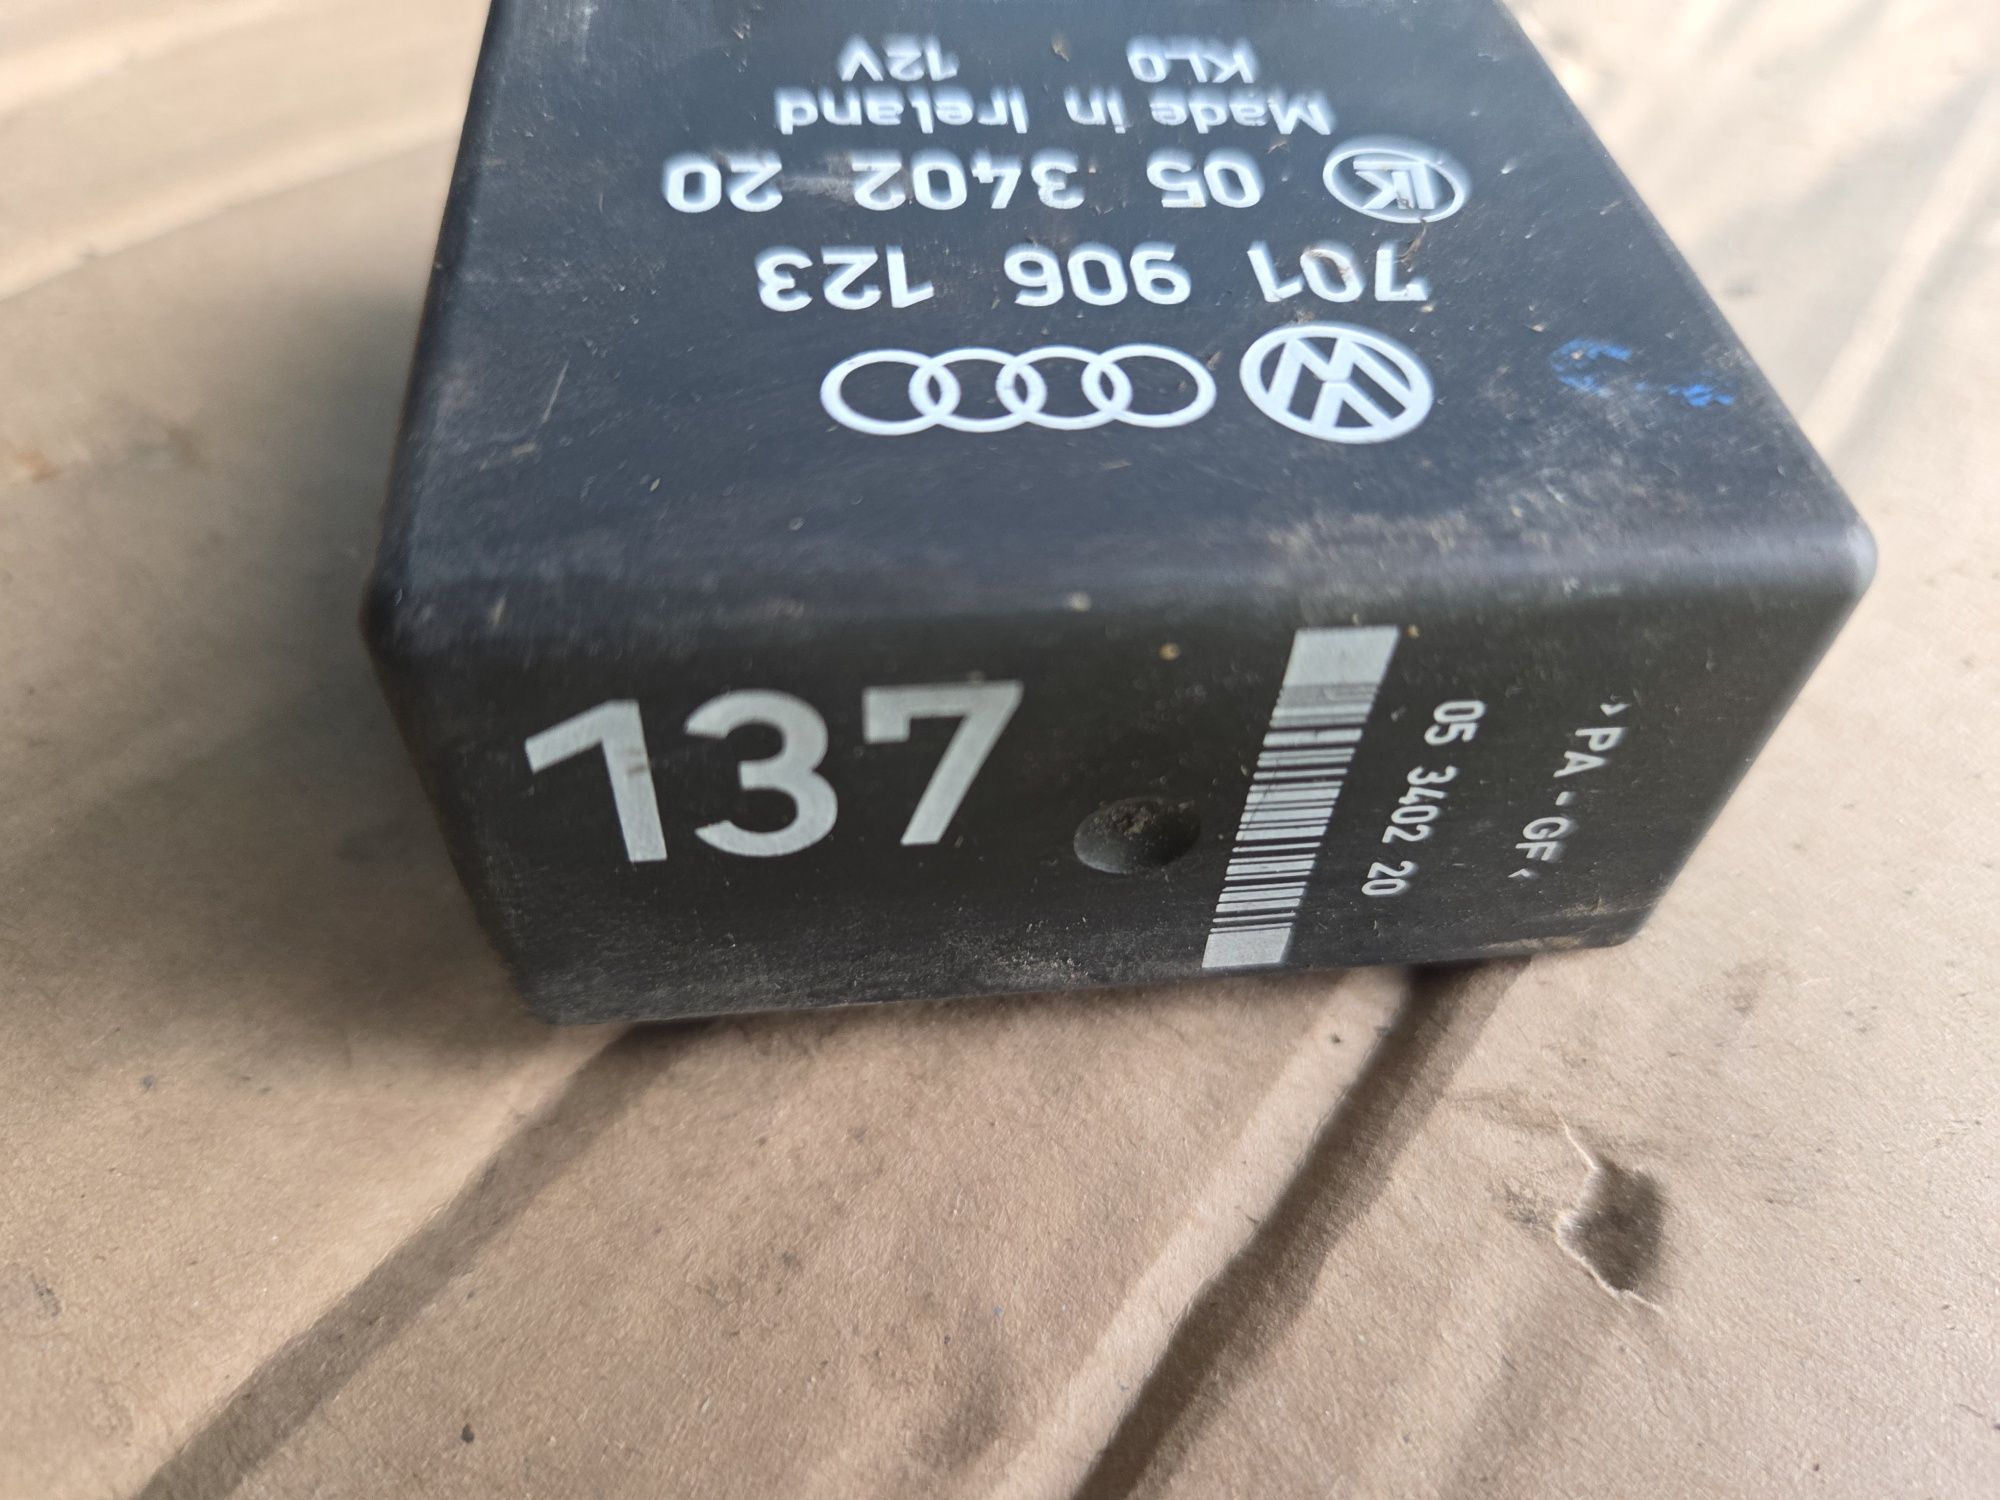 701 906 123
K 05 3402 20
Made in Ireland
KL0 12V
137
05 3402 20
>PA-GF<